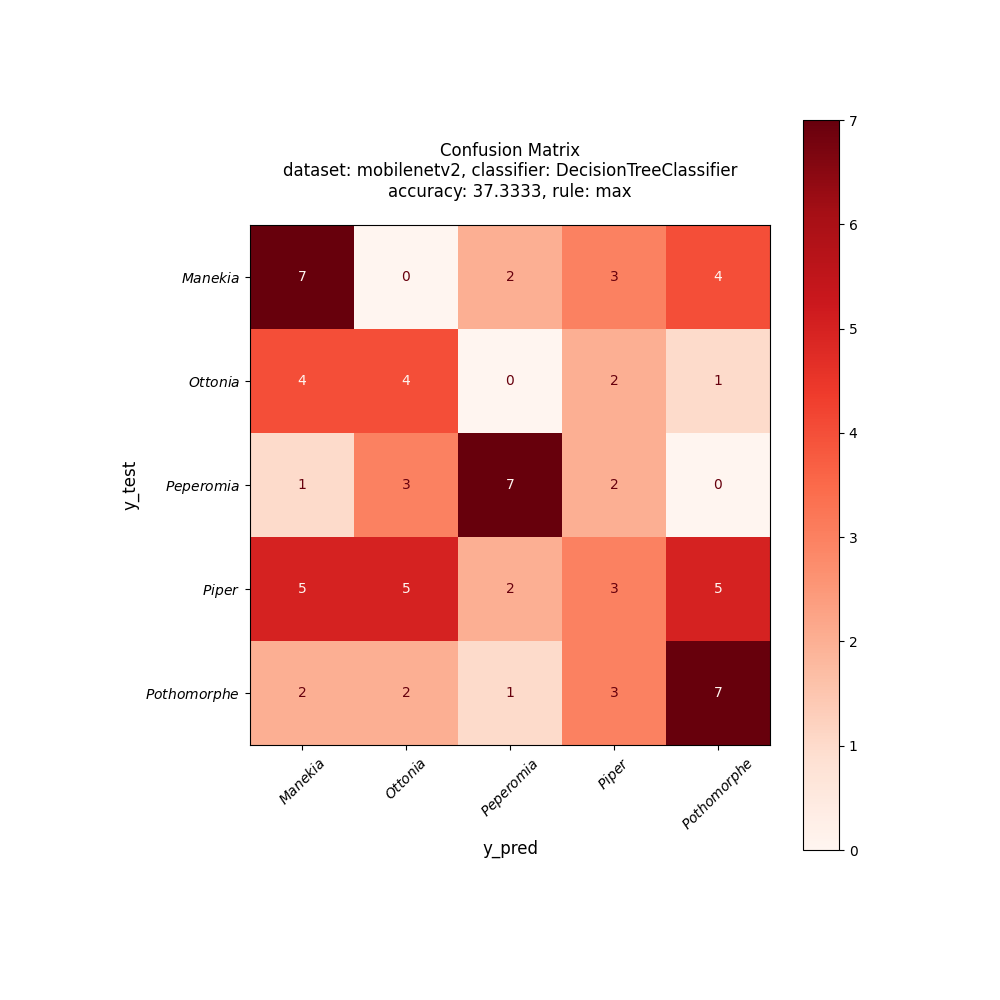 Confusion Matrix
dataset: mobilenetv2, classifier: DecisionTreeClassifier
accuracy: 37.3333, rule: max
y_test
Manekia 7 0 2 3 4
Ottonia 4 4 0 2 1
Peperomia 1 3 7 2 0
Piper 5 5 2 3 5
Pothomorphe 2 2 1 3 7
Manekia Ottonia Peperomia Piper Pothomorphe
y_pred
7
6
5
4
3
2
1
0